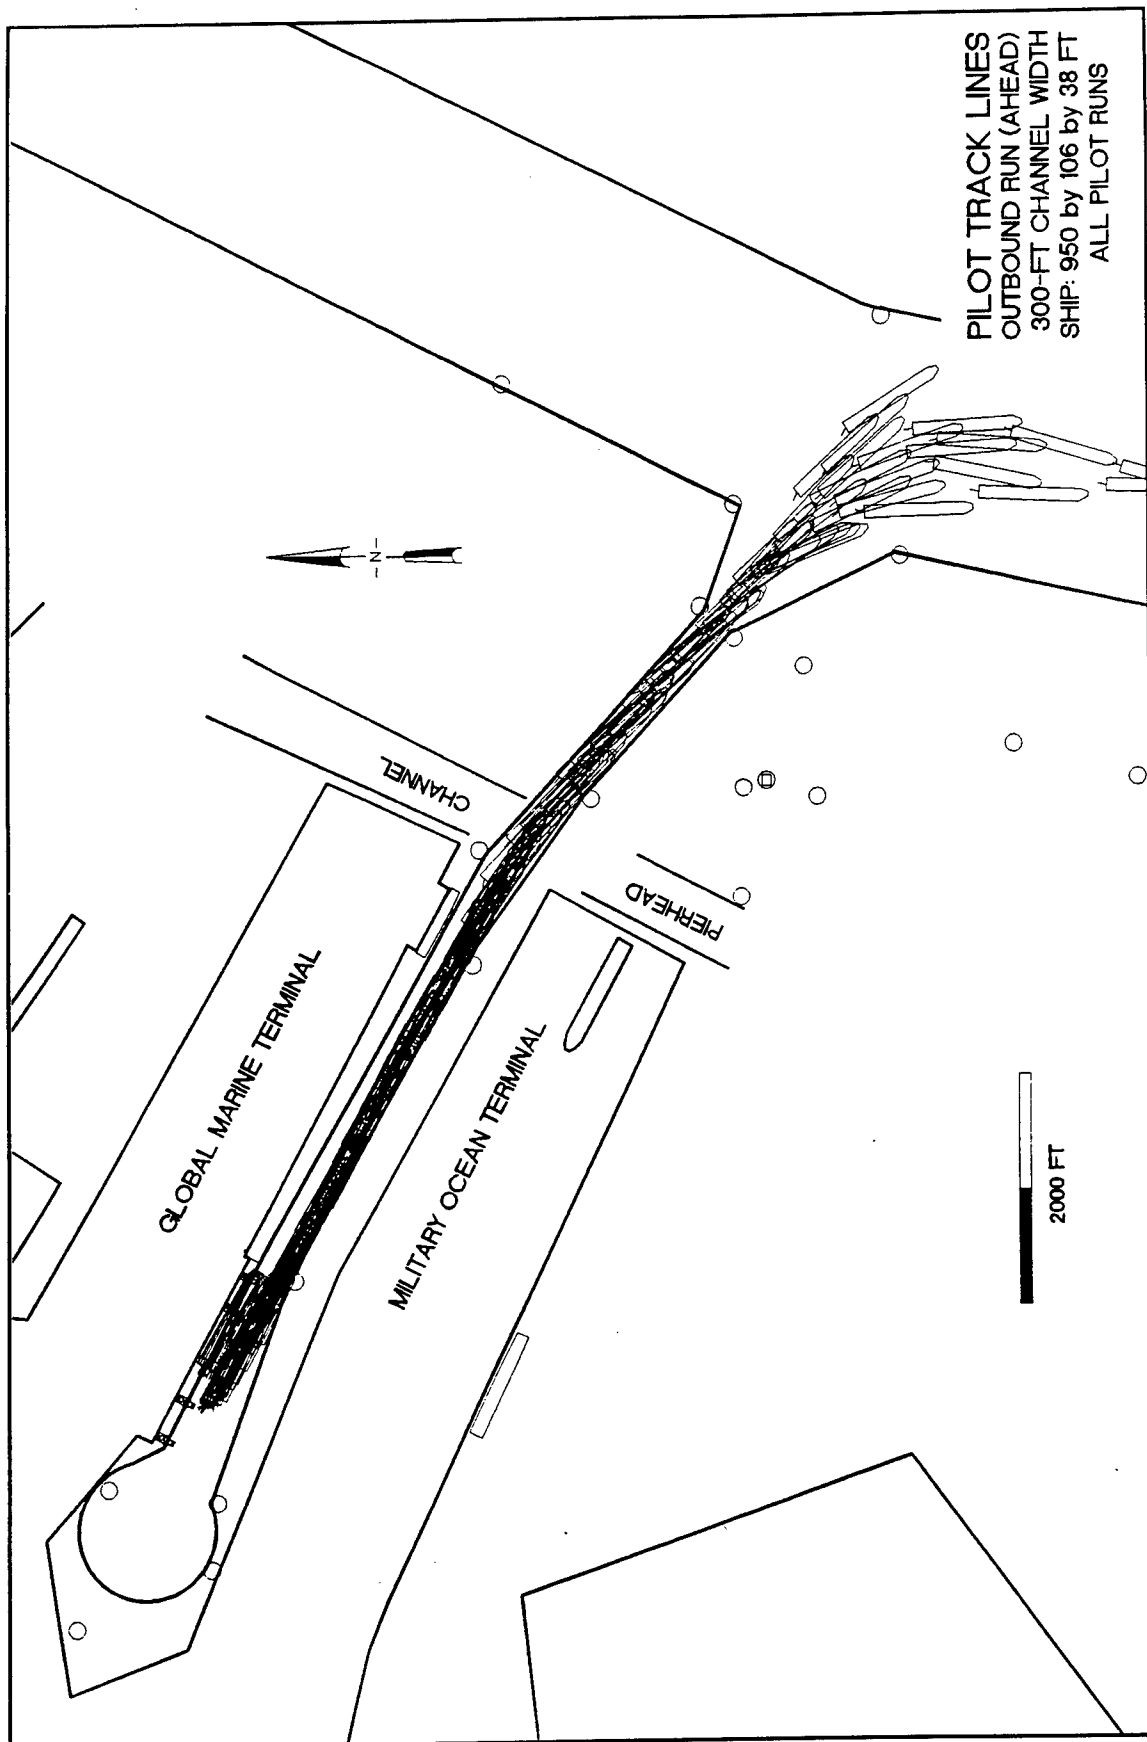 PILOT TRACK LINES
OUTBOUND RUN (AHEAD)
300-FT CHANNEL WIDTH
SHIP: 950 by 106 by 38 FT
ALL PILOT RUNS
-N-
CHANNEL
PIERHEAD
GLOBAL MARINE TERMINAL
MILITARY OCEAN TERMINAL
2000 FT